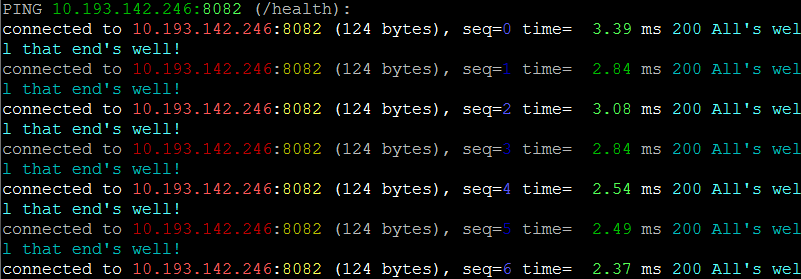 PING 10.193.142.246:8082 (/health):
connected to 10.193.142.246:8082 (124 bytes), seq=0 time=  3.39 ms 200 All's wel
l that end's well!
connected to 10.193.142.246:8082 (124 bytes), seq=1 time=  2.84 ms 200 All's wel
l that end's well!
connected to 10.193.142.246:8082 (124 bytes), seq=2 time=  3.08 ms 200 All's wel
l that end's well!
connected to 10.193.142.246:8082 (124 bytes), seq=3 time=  2.84 ms 200 All's wel
l that end's well!
connected to 10.193.142.246:8082 (124 bytes), seq=4 time=  2.54 ms 200 All's wel
l that end's well!
connected to 10.193.142.246:8082 (124 bytes), seq=5 time=  2.49 ms 200 All's wel
l that end's well!
connected to 10.193.142.246:8082 (124 bytes), seq=6 time=  2.37 ms 200 All's wel